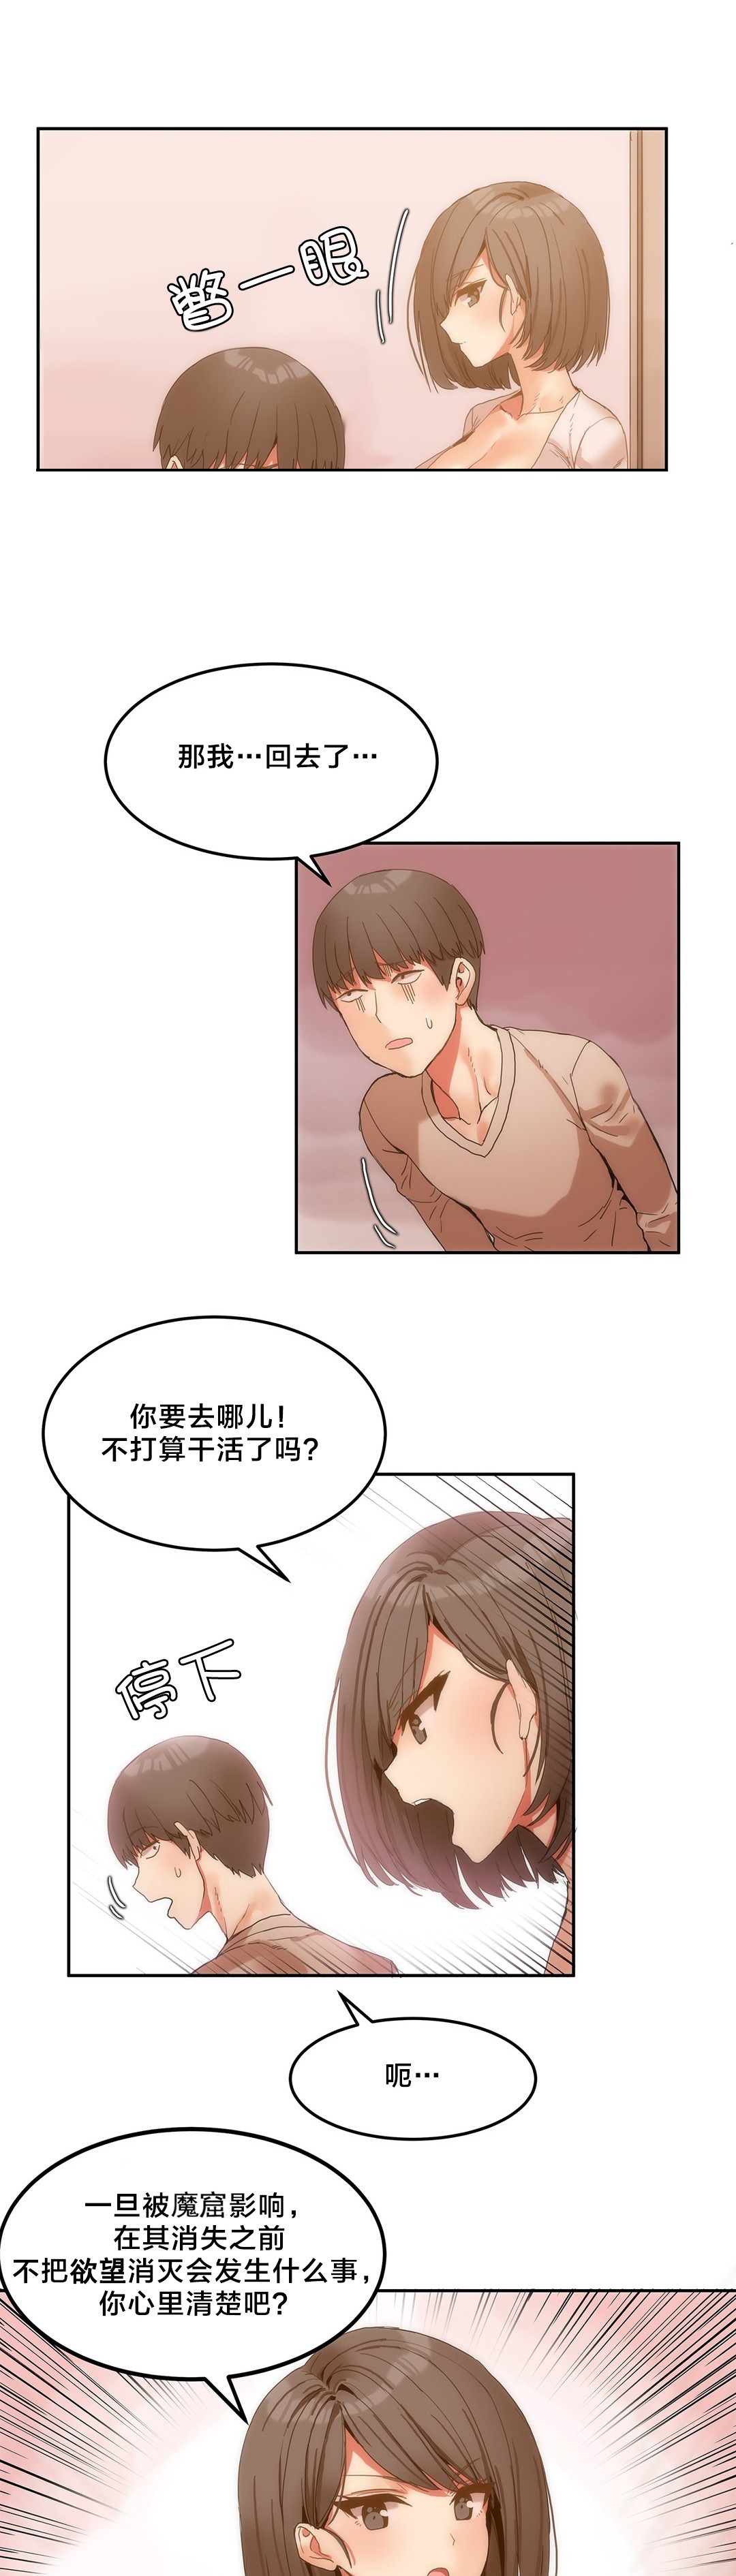 瞥一眼
那我…回去了…
你要去哪儿！
不打算干活了吗？
停下
呃…
一旦被魔窟影响，
在其消失之前
不把欲望消灭会发生什么事，
你心里清楚吧？